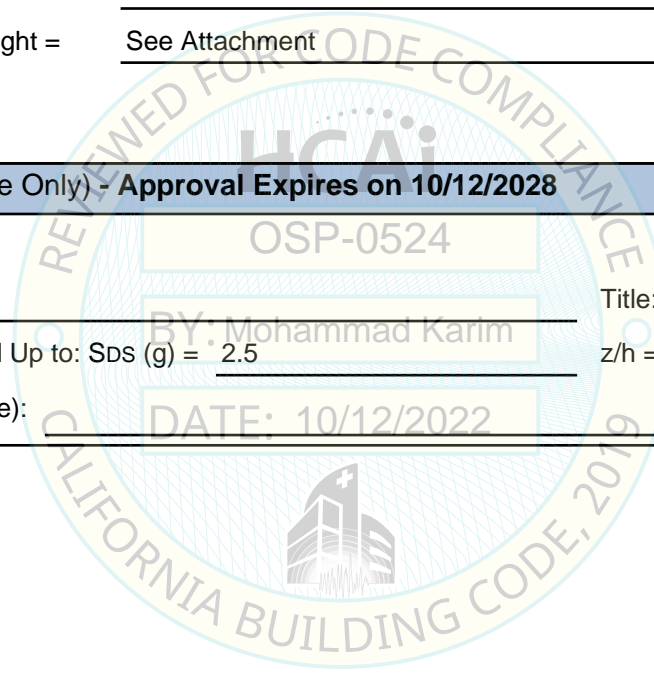 ght = See Attachment
REVIEWED FOR CODE COMPLIANCE
HCAi
e Only) - Approval Expires on 10/12/2028
OSP-0524
Title:
BY: Mohammad Karim
l Up to: SDS (g) = 2.5 z/h =
e):
DATE: 10/12/2022
CALIFORNIA BUILDING CODE, 2019